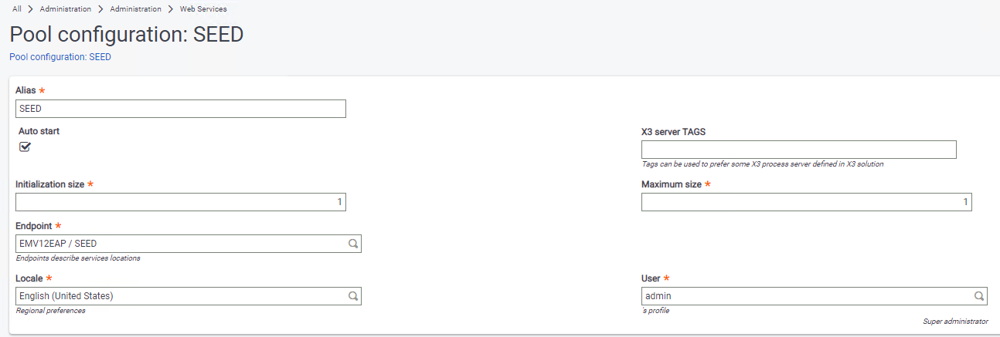 All > Administration > Administration > Web Services
Pool configuration: SEED
Pool configuration: SEED
Alias *
SEED
Auto start
X3 server TAGS
Tags can be used to prefer some X3 process server defined in X3 solution
Initialization size *
Maximum size *
1
1
Endpoint *
EMV12EAP / SEED
Endpoints describe services locations
Locale *
User *
English (United States)
admin
Regional preferences
's profile
Super administrator